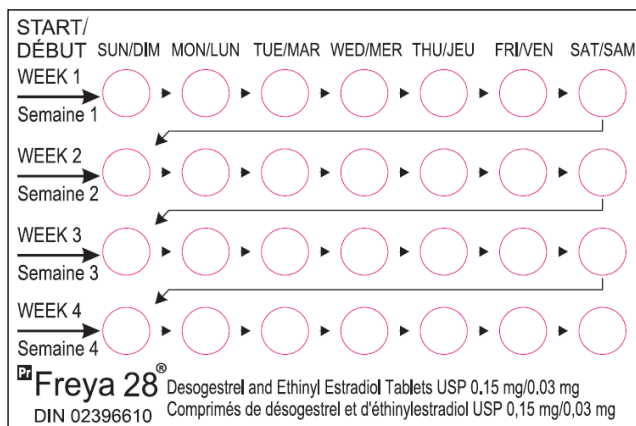 START/
DÉBUT SUN/DIM MON/LUN TUE/MAR WED/MER THU/JEU FRI/VEN SAT/SAM
WEEK 1
Semaine 1
WEEK 2
Semaine 2
WEEK 3
Semaine 3
WEEK 4
Semaine 4
Pr Freya 28® Desogestrel and Ethinyl Estradiol Tablets USP 0.15 mg/0.03 mg
DIN 02396610 Comprimés de désogestrel et d'éthinylestradiol USP 0,15 mg/0,03 mg